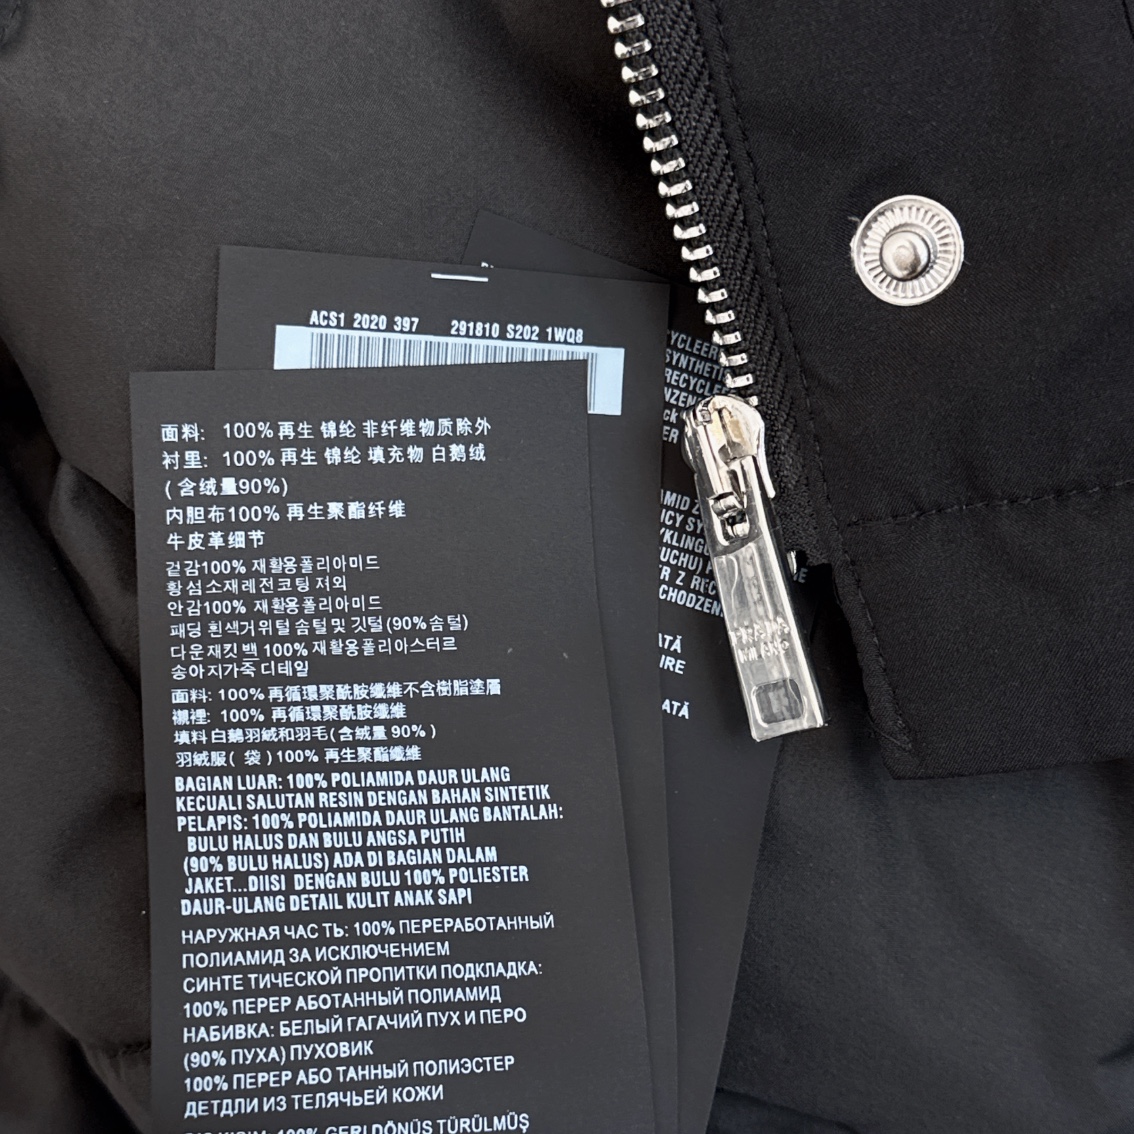 ACS1 2020 397 291810 S202 1WQ8
面料: 100% 再生 锦纶 非纤维物质除外
衬里: 100% 再生 锦纶 填充物 白鹅绒
(含绒量90%)
内胆布100% 再生聚酯纤维
牛皮革细节
겉감100% 재활용폴리아미드
황섬소재레전코팅 져외
안감100% 재활용폴리아미드
패딩 흰색거위털 솜털및 깃털(90%솜털)
다운재킷 백 100% 재활용폴리아스터르
송아지가죽 디테일
面料: 100% 再循環聚酰胺纖維不含樹脂塗層
襯裡: 100% 再循環聚酰胺纖維
填料白鵝羽絨和羽毛(含絨量 90% )
羽絨服( 袋 ) 100% 再生聚酯纖維
BAGIAN LUAR: 100% POLIAMIDA DAUR ULANG
KECUALI SALUTAN RESIN DENGAN BAHAN SINTETIK
PELAPIS: 100% POLIAMIDA DAUR ULANG BANTALAH:
BULU HALUS DAN BULU ANGSA PUTIH
(90% BULU HALUS) ADA DI BAGIAN DALAM
JAKET...DIISI DENGAN BULU 100% POLIESTER
DAUR-ULANG DETAIL KULIT ANAK SAPI
НАРУЖНАЯ ЧАС ТЬ: 100% ПЕРЕРАБОТАННЫЙ
ПОЛИАМИД ЗА ИСКЛЮЧЕНИЕМ
СИНТЕ ТИЧЕСКОЙ ПРОПИТКИ ПОДКЛАДКА:
100% ПЕРЕР АБОТАННЫЙ ПОЛИАМИД
НАБИВКА: БЕЛЫЙ ГАГАЧИЙ ПУХ И ПЕРО
(90% ПУХА) ПУХОВИК
100% ПЕРЕР АБО ТАННЫЙ ПОЛИЭСТЕР
ДЕТДЛИ ИЗ ТЕЛЯЧЬЕЙ КОЖИ
100% GERİ DÖNÜŞ TÜRÜLMÜŞ
PRADA
MILANO